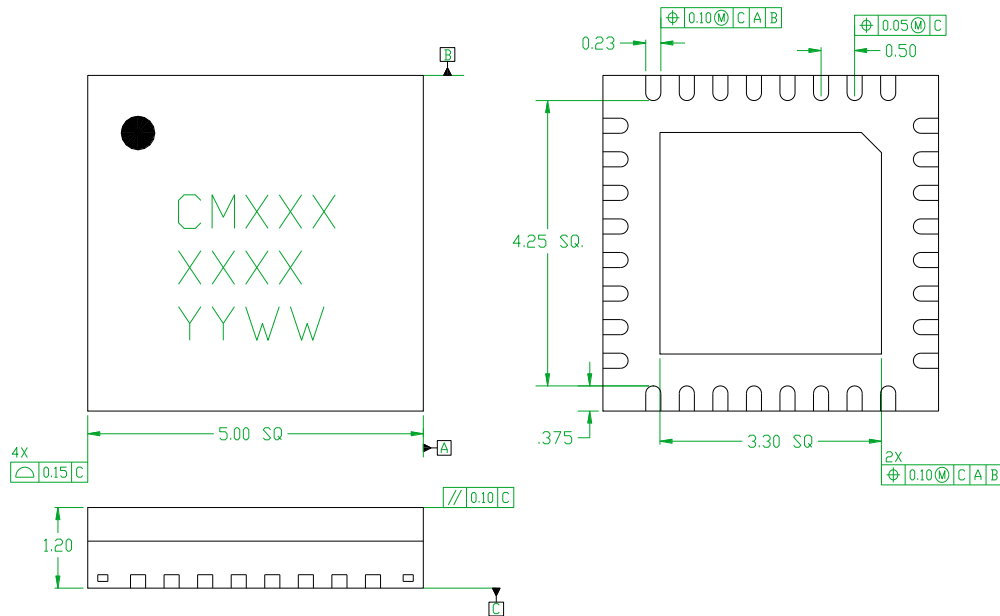 B
CMXXX
XXXX
YYWW
5.00 SQ
A
4X
⌓ 0.15 C
// 0.10 C
1.20
C
⌖ 0.10 Ⓜ C A B
0.23
⌖ 0.05 Ⓜ C
0.50
4.25 SQ.
.375
3.30 SQ
2X
⌖ 0.10 Ⓜ C A B